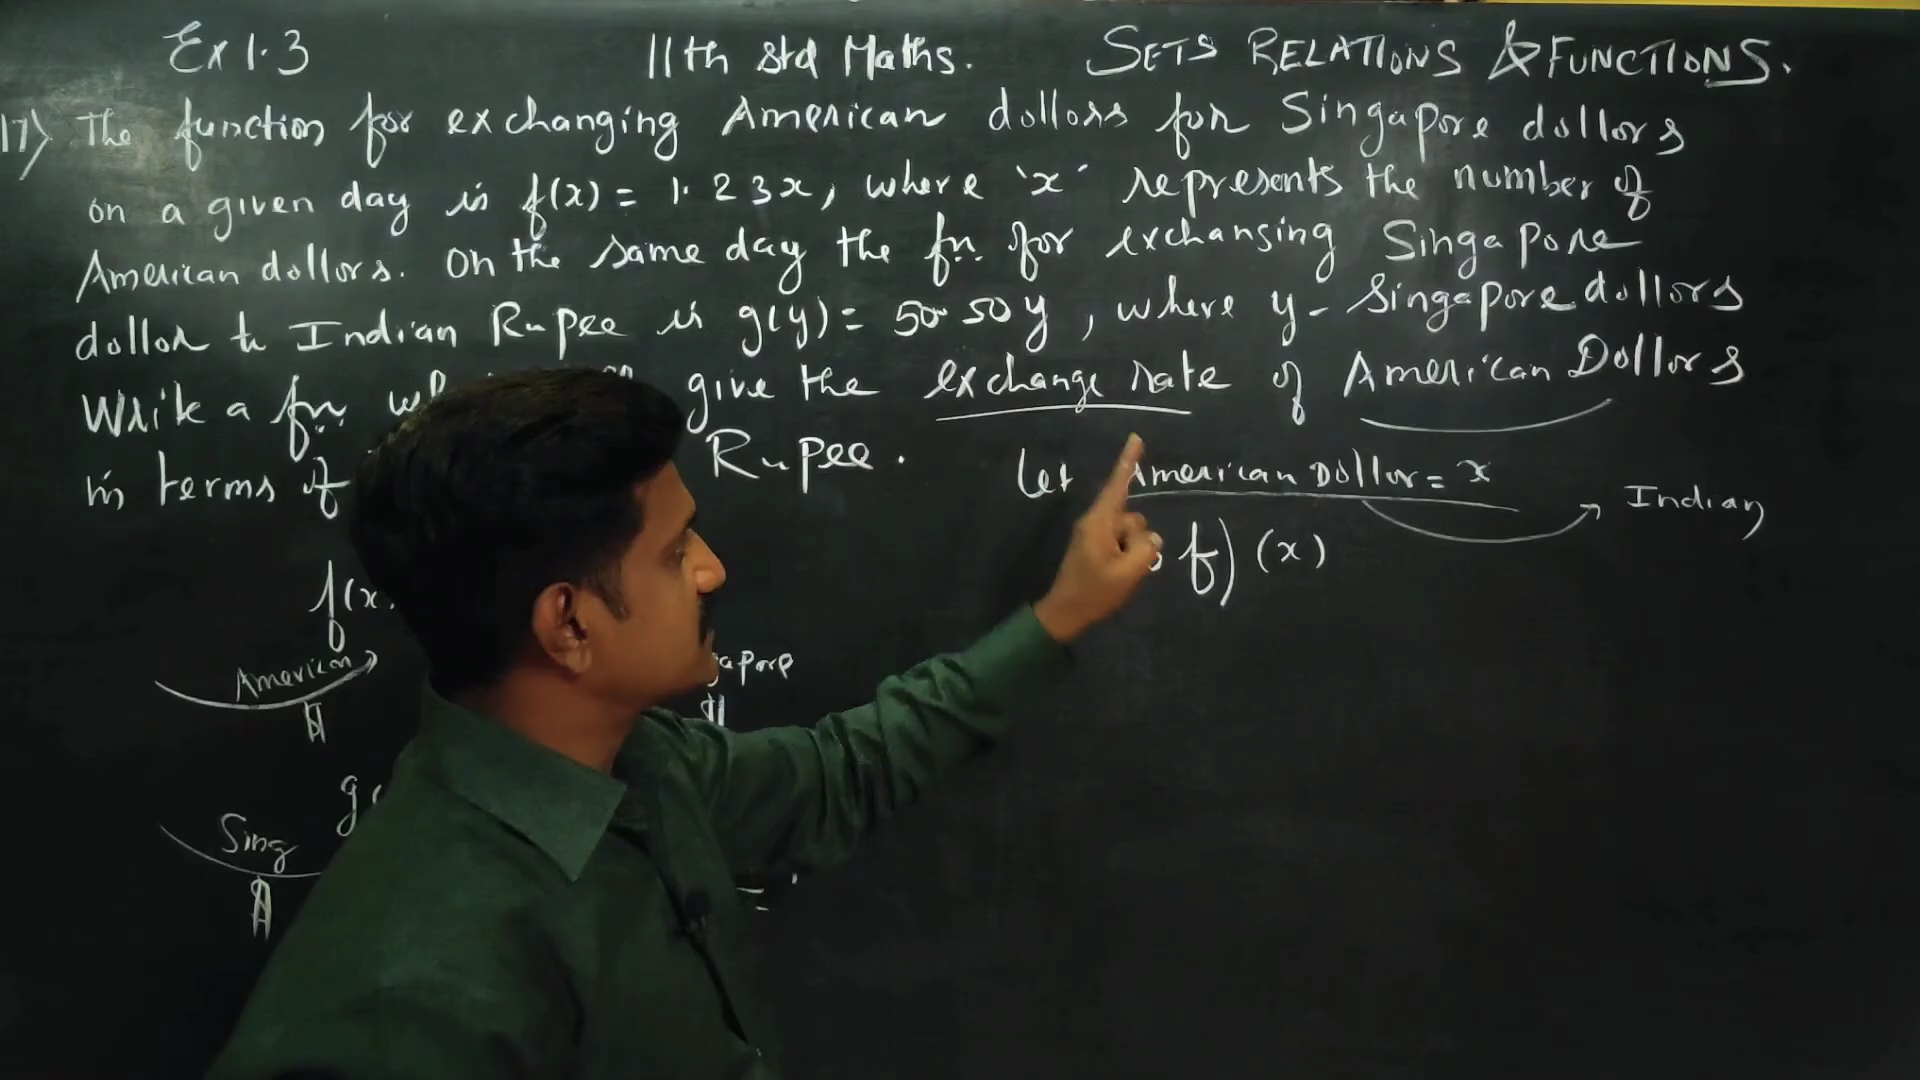 Ex 1.3 11th std Maths. SETS RELATIONS & FUNCTIONS.
17) The function for exchanging American dollors for Singapore dollors
on a given day is f(x) = 1.23x, where 'x' represents the number of
American dollors. On the same day the fn. for exchanging Singapore
dollor to Indian Rupee is g(y) = 50.50y, where y - Singapore dollors
Write a fn. give the exchange rate of American Dollors
in terms of Rupee.
Let American Dollor = x
Indian
f) (x)
f(x
American
apore
g(
Sing